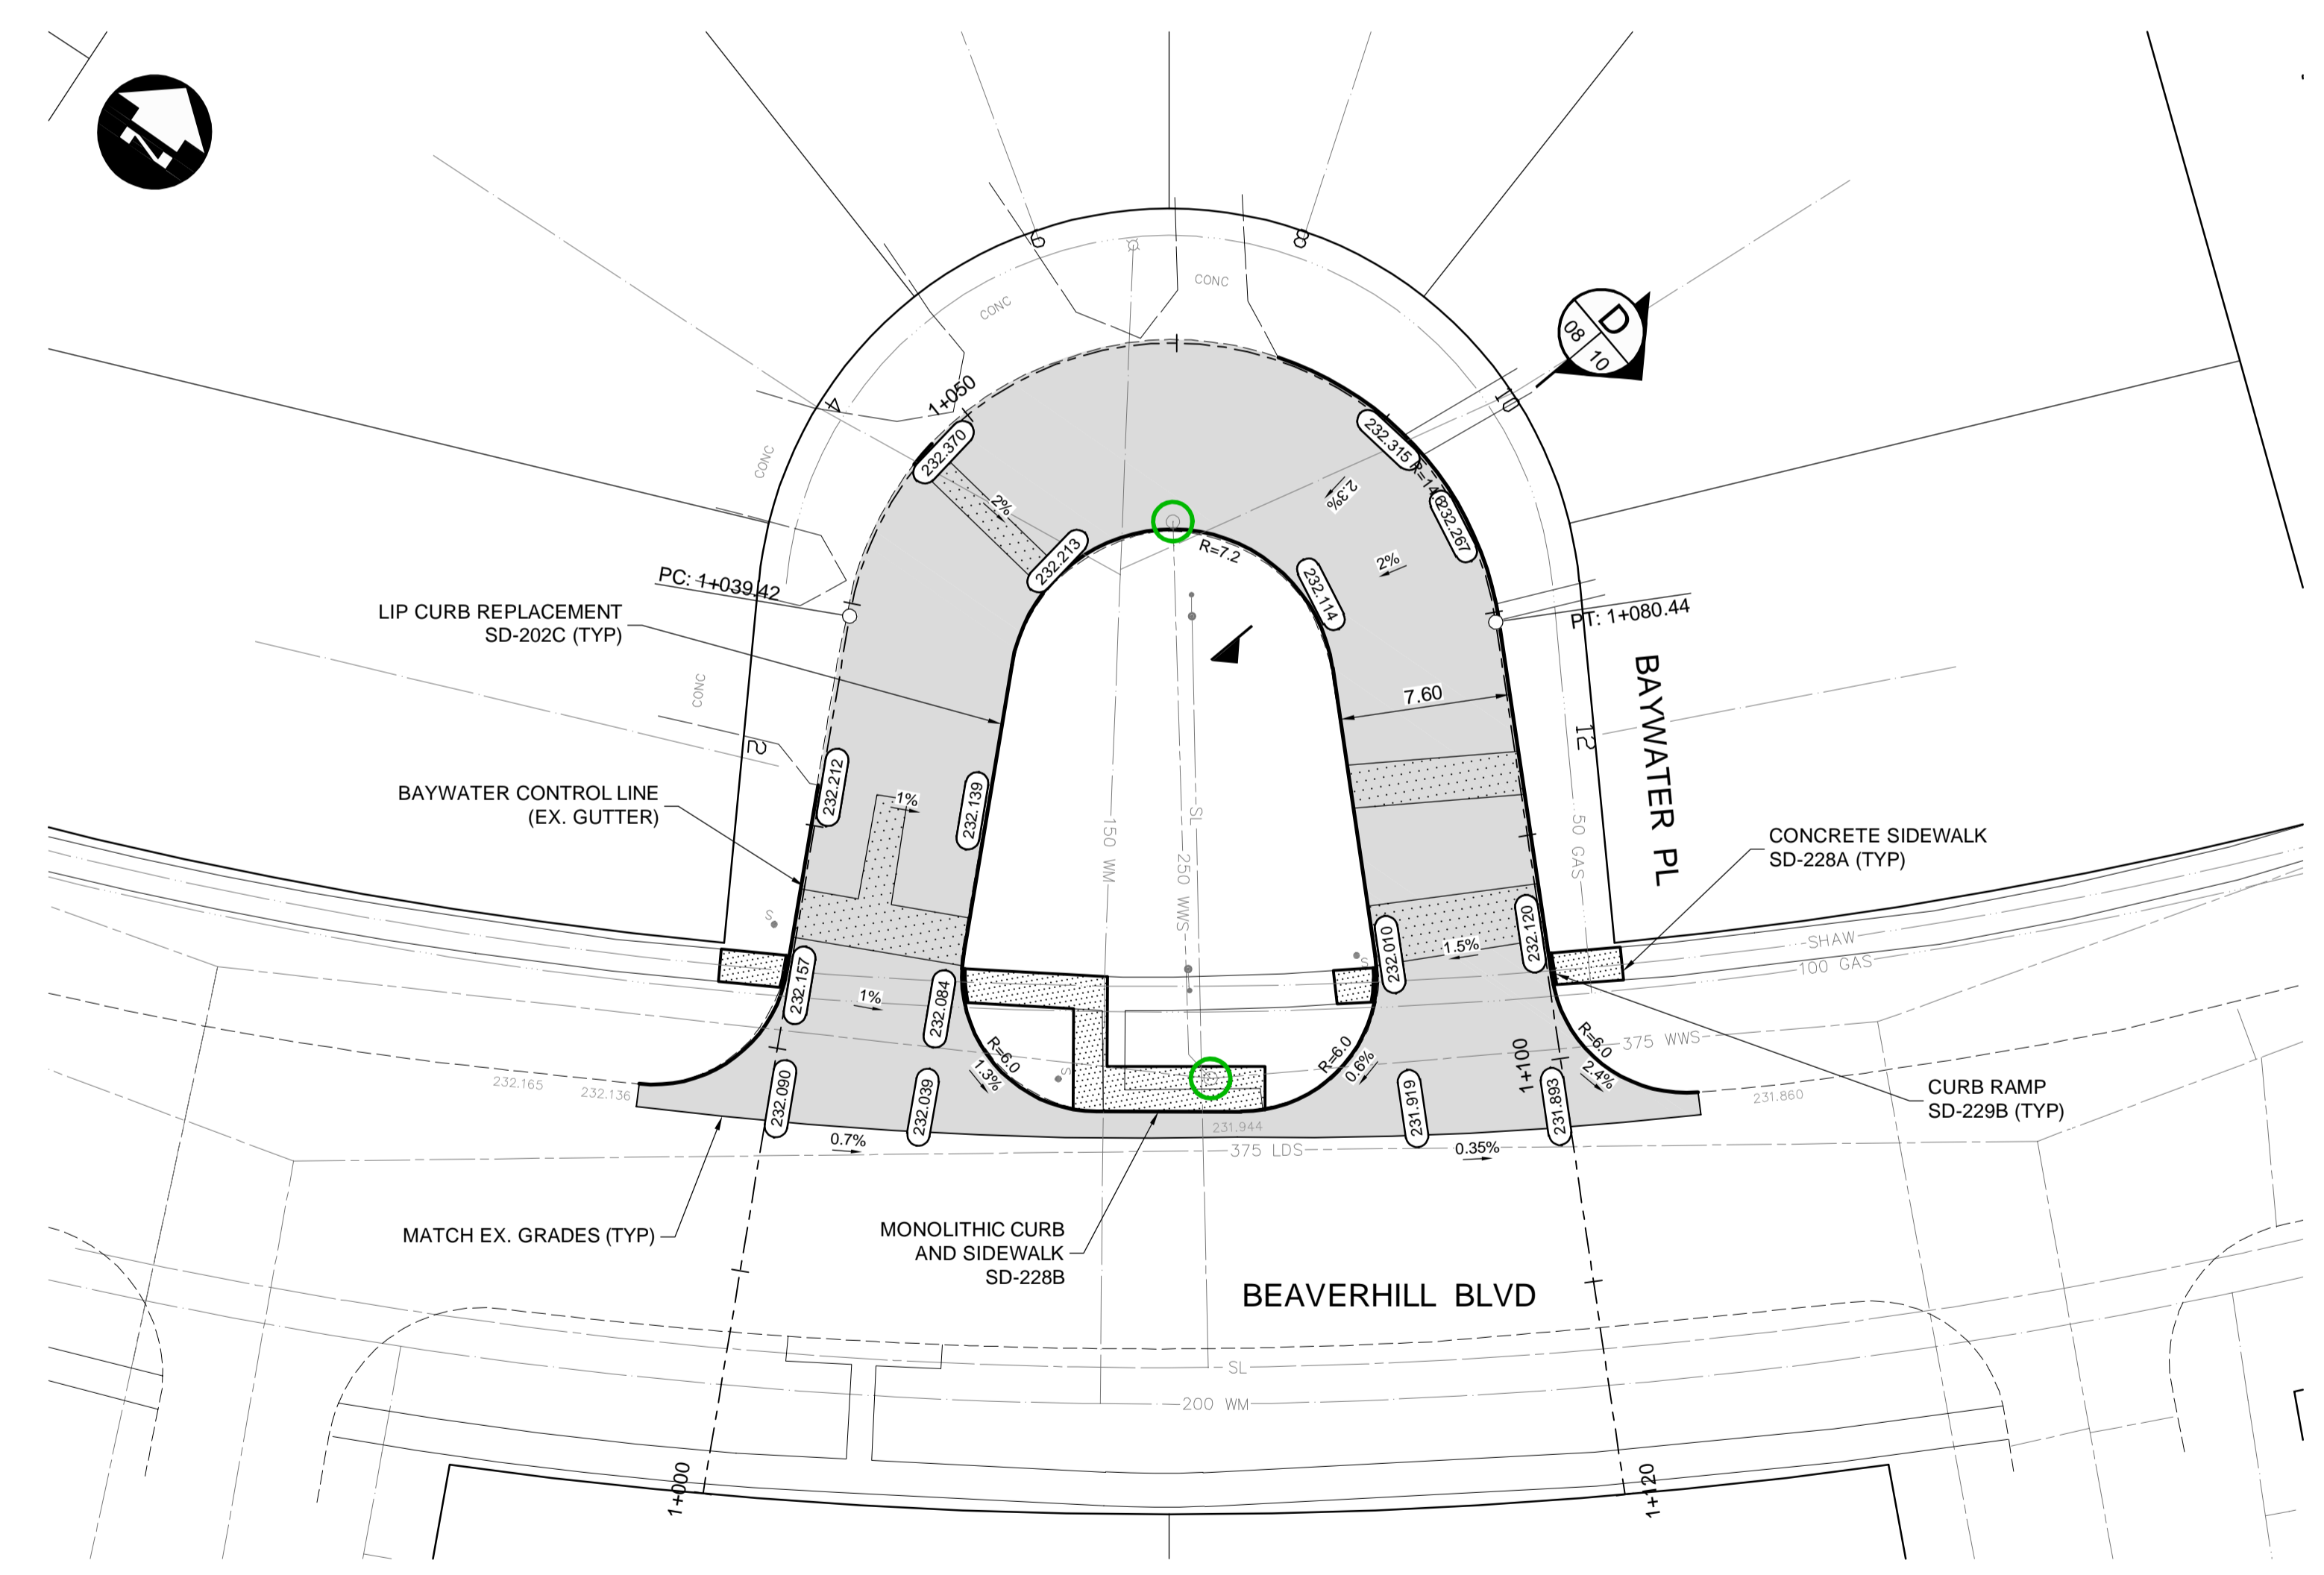 N
6
8
CONC
CONC
D
08
10
1+050
4
10
232.370
232.315
CONC
R=14.6
2%
2.3%
232.267
R=7.2
232.213
2%
232.114
PC: 1+039.42
PT: 1+080.44
LIP CURB REPLACEMENT
SD-202C (TYP)
BAYWATER PL
CONC
7.60
2
12
232.212
BAYWATER CONTROL LINE
(EX. GUTTER)
1%
232.139
150 WM
SL
250 WWS
50 GAS
CONCRETE SIDEWALK
SD-228A (TYP)
S
232.120
232.010
1.5%
S
SHAW
100 GAS
232.157
1%
232.084
R=6.0
1.3%
R=6.0
0.6%
1+100
R=6.0
2.4%
375 WWS
S
232.165
232.136
232.090
232.039
231.919
231.893
231.860
CURB RAMP
SD-229B (TYP)
231.944
0.7%
375 LDS
0.35%
MATCH EX. GRADES (TYP)
MONOLITHIC CURB
AND SIDEWALK
SD-228B
BEAVERHILL BLVD
SL
200 WM
1+000
1+120